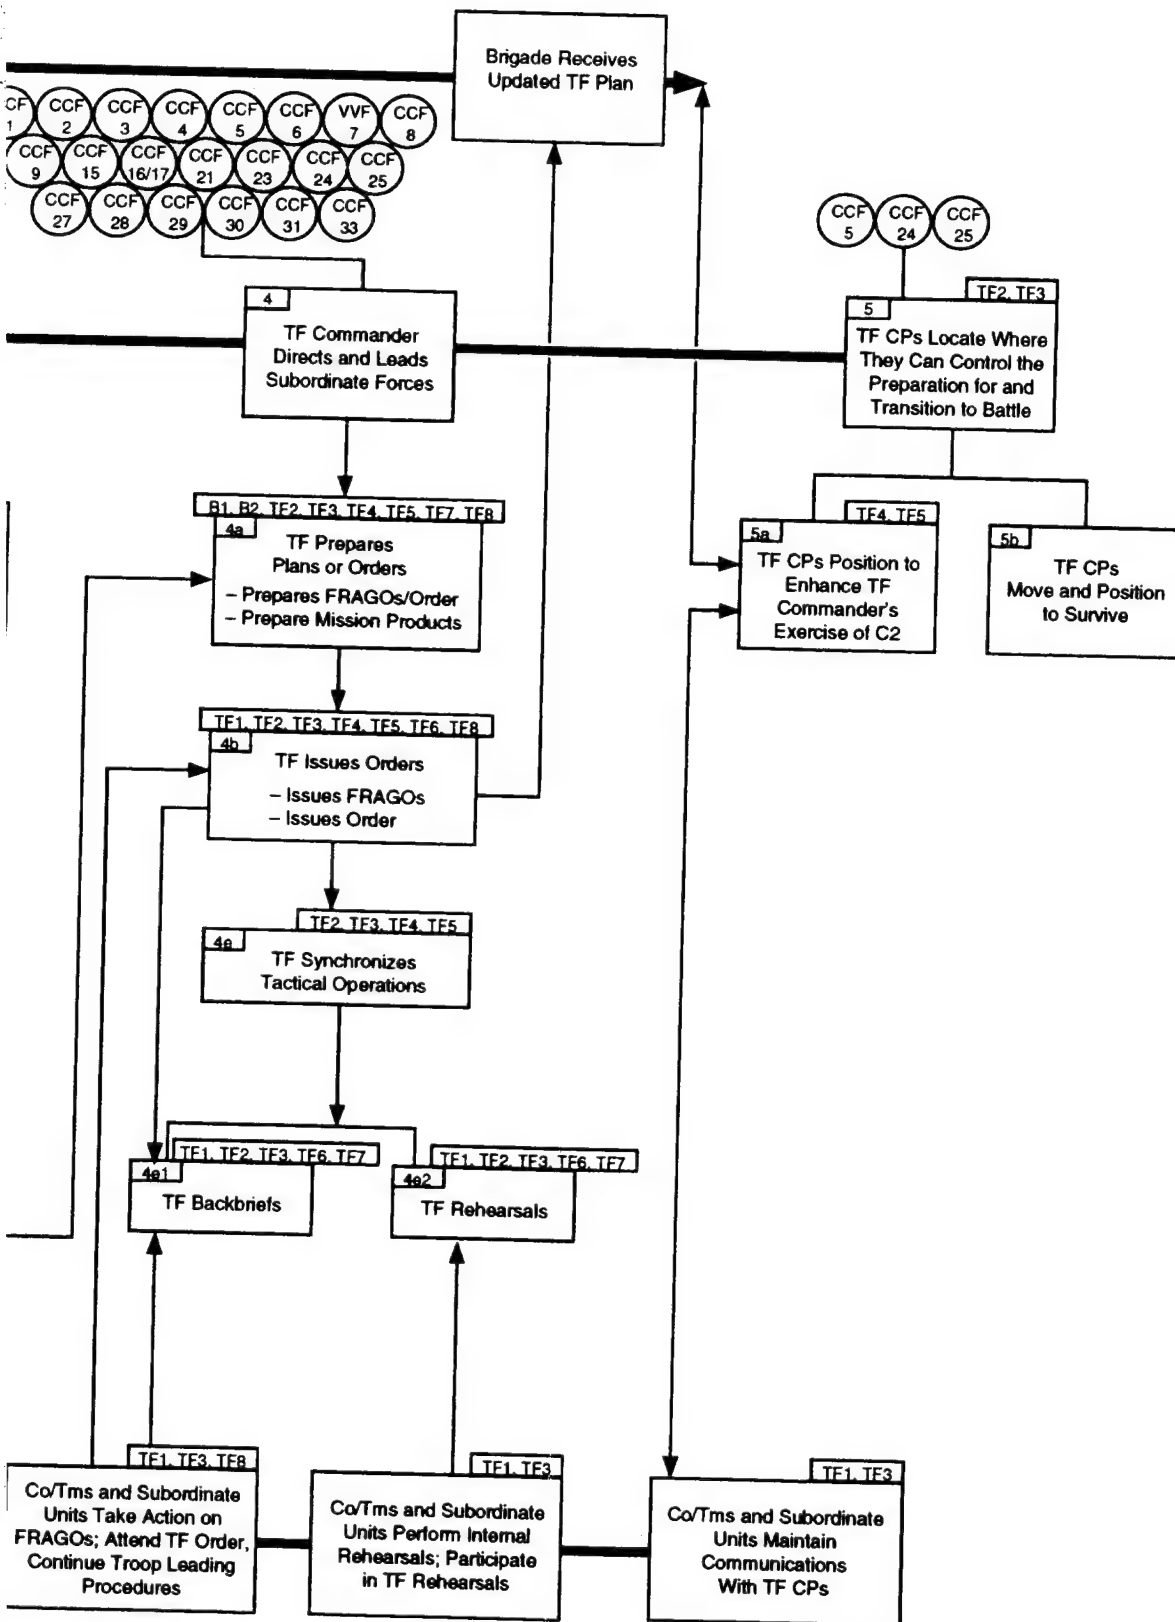 Brigade Receives
Updated TF Plan
CCF
1
CCF
2
CCF
3
CCF
4
CCF
5
CCF
6
VVF
7
CCF
8
CCF
9
CCF
15
CCF
16/17
CCF
21
CCF
23
CCF
24
CCF
25
CCF
27
CCF
28
CCF
29
CCF
30
CCF
31
CCF
33
CCF
5
CCF
24
CCF
25
4
TF Commander
Directs and Leads
Subordinate Forces
TF2, TF3
5
TF CPs Locate Where
They Can Control the
Preparation for and
Transition to Battle
B1, B2, TF2, TF3, TF4, TF5, TF7, TF8
4a
TF Prepares
Plans or Orders
– Prepares FRAGOs/Order
– Prepare Mission Products
TF4, TF5
5a
TF CPs Position to
Enhance TF
Commander's
Exercise of C2
5b
TF CPs
Move and Position
to Survive
TF1, TF2, TF3, TF4, TF5, TF6, TF8
4b
TF Issues Orders
– Issues FRAGOs
– Issues Order
TF2, TF3, TF4, TF5
4e
TF Synchronizes
Tactical Operations
TF1, TF2, TF3, TF6, TF7
4e1
TF Backbriefs
TF1, TF2, TF3, TF6, TF7
4e2
TF Rehearsals
TF1, TF3, TF8
Co/Tms and Subordinate
Units Take Action on
FRAGOs; Attend TF Order,
Continue Troop Leading
Procedures
TF1, TF3
Co/Tms and Subordinate
Units Perform Internal
Rehearsals; Participate
in TF Rehearsals
TF1, TF3
Co/Tms and Subordinate
Units Maintain
Communications
With TF CPs